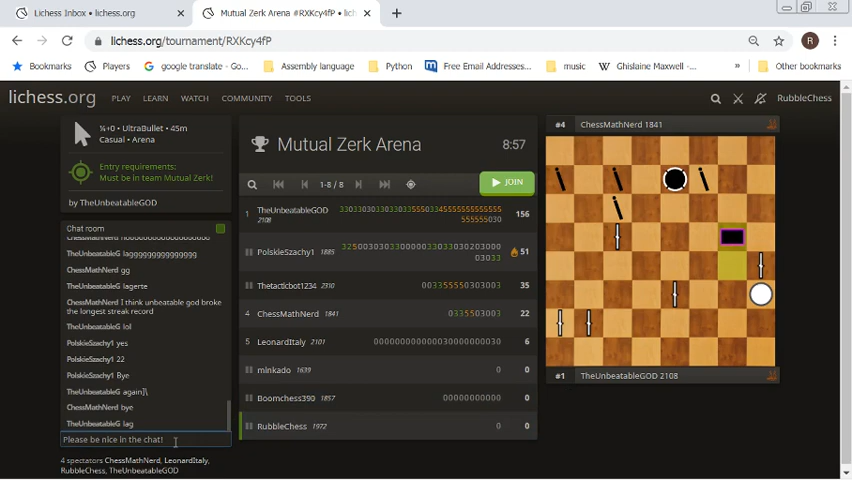 Lichess Inbox • lichess.org
Mutual Zerk Arena #RXKcy4fP • lich
lichess.org/tournament/RXKcy4fP
R
Bookmarks
Players
google translate - Go...
Assembly language
Python
Free Email Addresses...
music
Ghislaine Maxwell -...
»
Other bookmarks
lichess.org
PLAY
LEARN
WATCH
COMMUNITY
TOOLS
RubbleChess
¼+0 • UltraBullet • 45m
Casual • Arena
Entry requirements:
Must be in team Mutual Zerk!
by TheUnbeatableGOD
Chat room
TheUnbeatableG laggggggggggggggg
ChessMathNerd gg
TheUnbeatableG lagerte
ChessMathNerd I think unbeatable god broke
the longest streak record
TheUnbeatableG lol
PolskieSzachy1 yes
PolskieSzachy1 22
PolskieSzachy1 Bye
TheUnbeatableG again]\
ChessMathNerd bye
TheUnbeatableG lag
Please be nice in the chat!
4 spectators ChessMathNerd, LeonardItaly,
RubbleChess, TheUnbeatableGOD
Mutual Zerk Arena
8:57
1-8 / 8
JOIN
1 TheUnbeatableGOD 2108 156
PolskieSzachy1 1885 51
Thetacticbot1234 2310 00335555030003 35
4 ChessMathNerd 1841 0335503003 22
5 LeonardItaly 2101 6
minkado 1639 0 0
Boomchess390 1857 0
RubbleChess 1972 0 0
#4 ChessMathNerd 1841
#1 TheUnbeatableGOD 2108